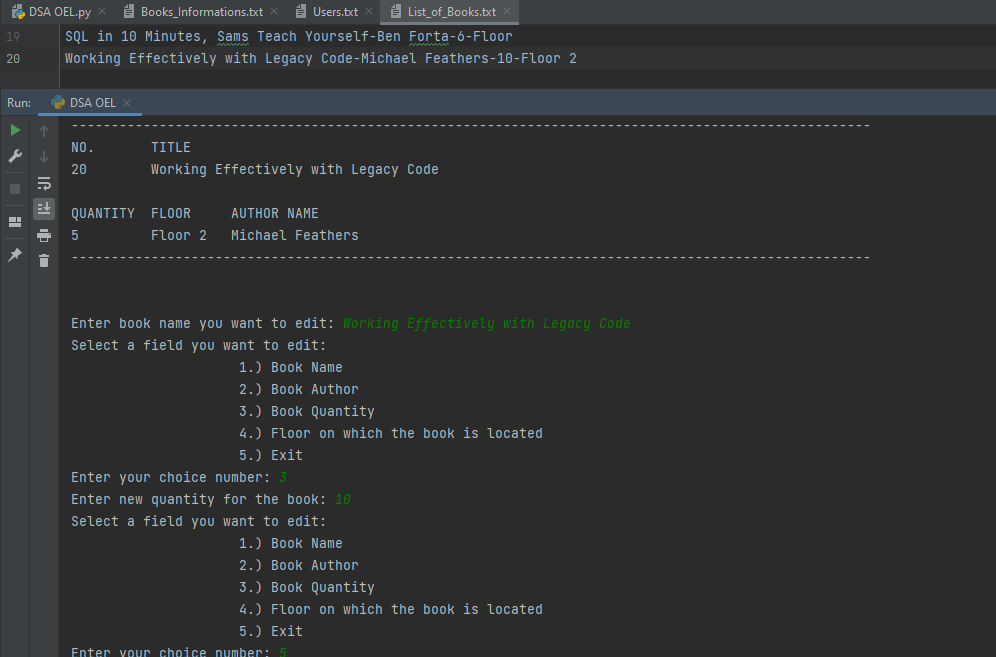 DSA OEL.py Books_Informations.txt Users.txt List_of_Books.txt
19 SQL in 10 Minutes, Sams Teach Yourself-Ben Forta-6-Floor
20 Working Effectively with Legacy Code-Michael Feathers-10-Floor 2
Run: DSA OEL
----------------------------------------------------------------------------------------------------
NO. TITLE
20 Working Effectively with Legacy Code
QUANTITY FLOOR AUTHOR NAME
5 Floor 2 Michael Feathers
----------------------------------------------------------------------------------------------------
Enter book name you want to edit: Working Effectively with Legacy Code
Select a field you want to edit:
1.) Book Name
2.) Book Author
3.) Book Quantity
4.) Floor on which the book is located
5.) Exit
Enter your choice number: 3
Enter new quantity for the book: 10
Select a field you want to edit:
1.) Book Name
2.) Book Author
3.) Book Quantity
4.) Floor on which the book is located
5.) Exit
Enter your choice number: 5